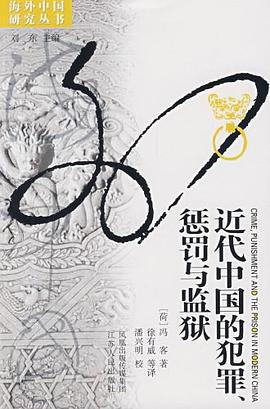 海外中国
研究丛书
刘 东 主编
近代中国的犯罪、
惩罚与监狱
CRIME, PUNISHMENT AND THE PRISON IN MODERN CHINA
[荷] 冯 客 著
徐有威 等译
潘兴明 校
凤凰出版传媒集团
江苏人民出版社